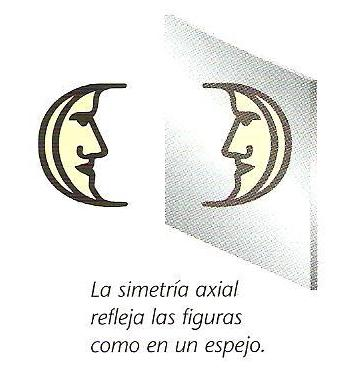 La simetría axial
refleja las figuras
como en un espejo.